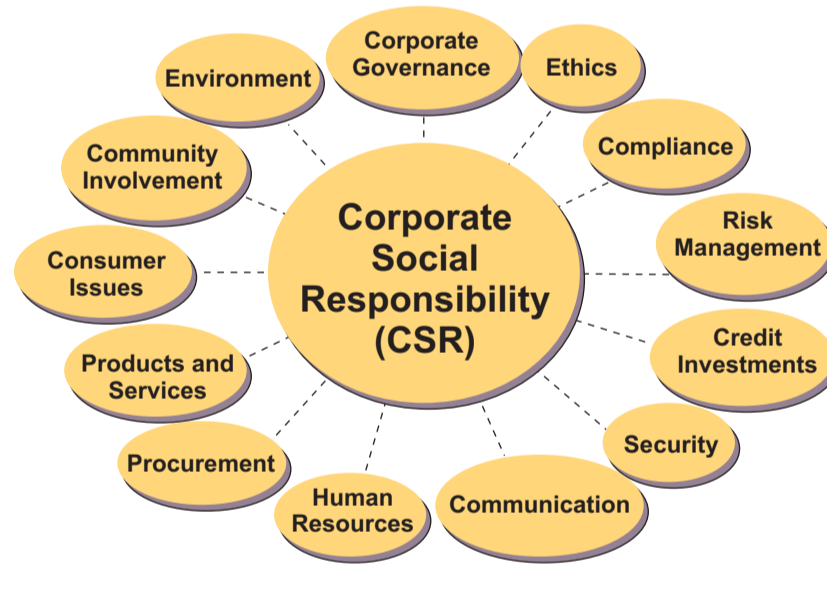 Corporate
Governance
Ethics
Compliance
Risk
Management
Credit
Investments
Security
Communication
Human
Resources
Procurement
Products and
Services
Consumer
Issues
Community
Involvement
Environment
Corporate
Social
Responsibility
(CSR)